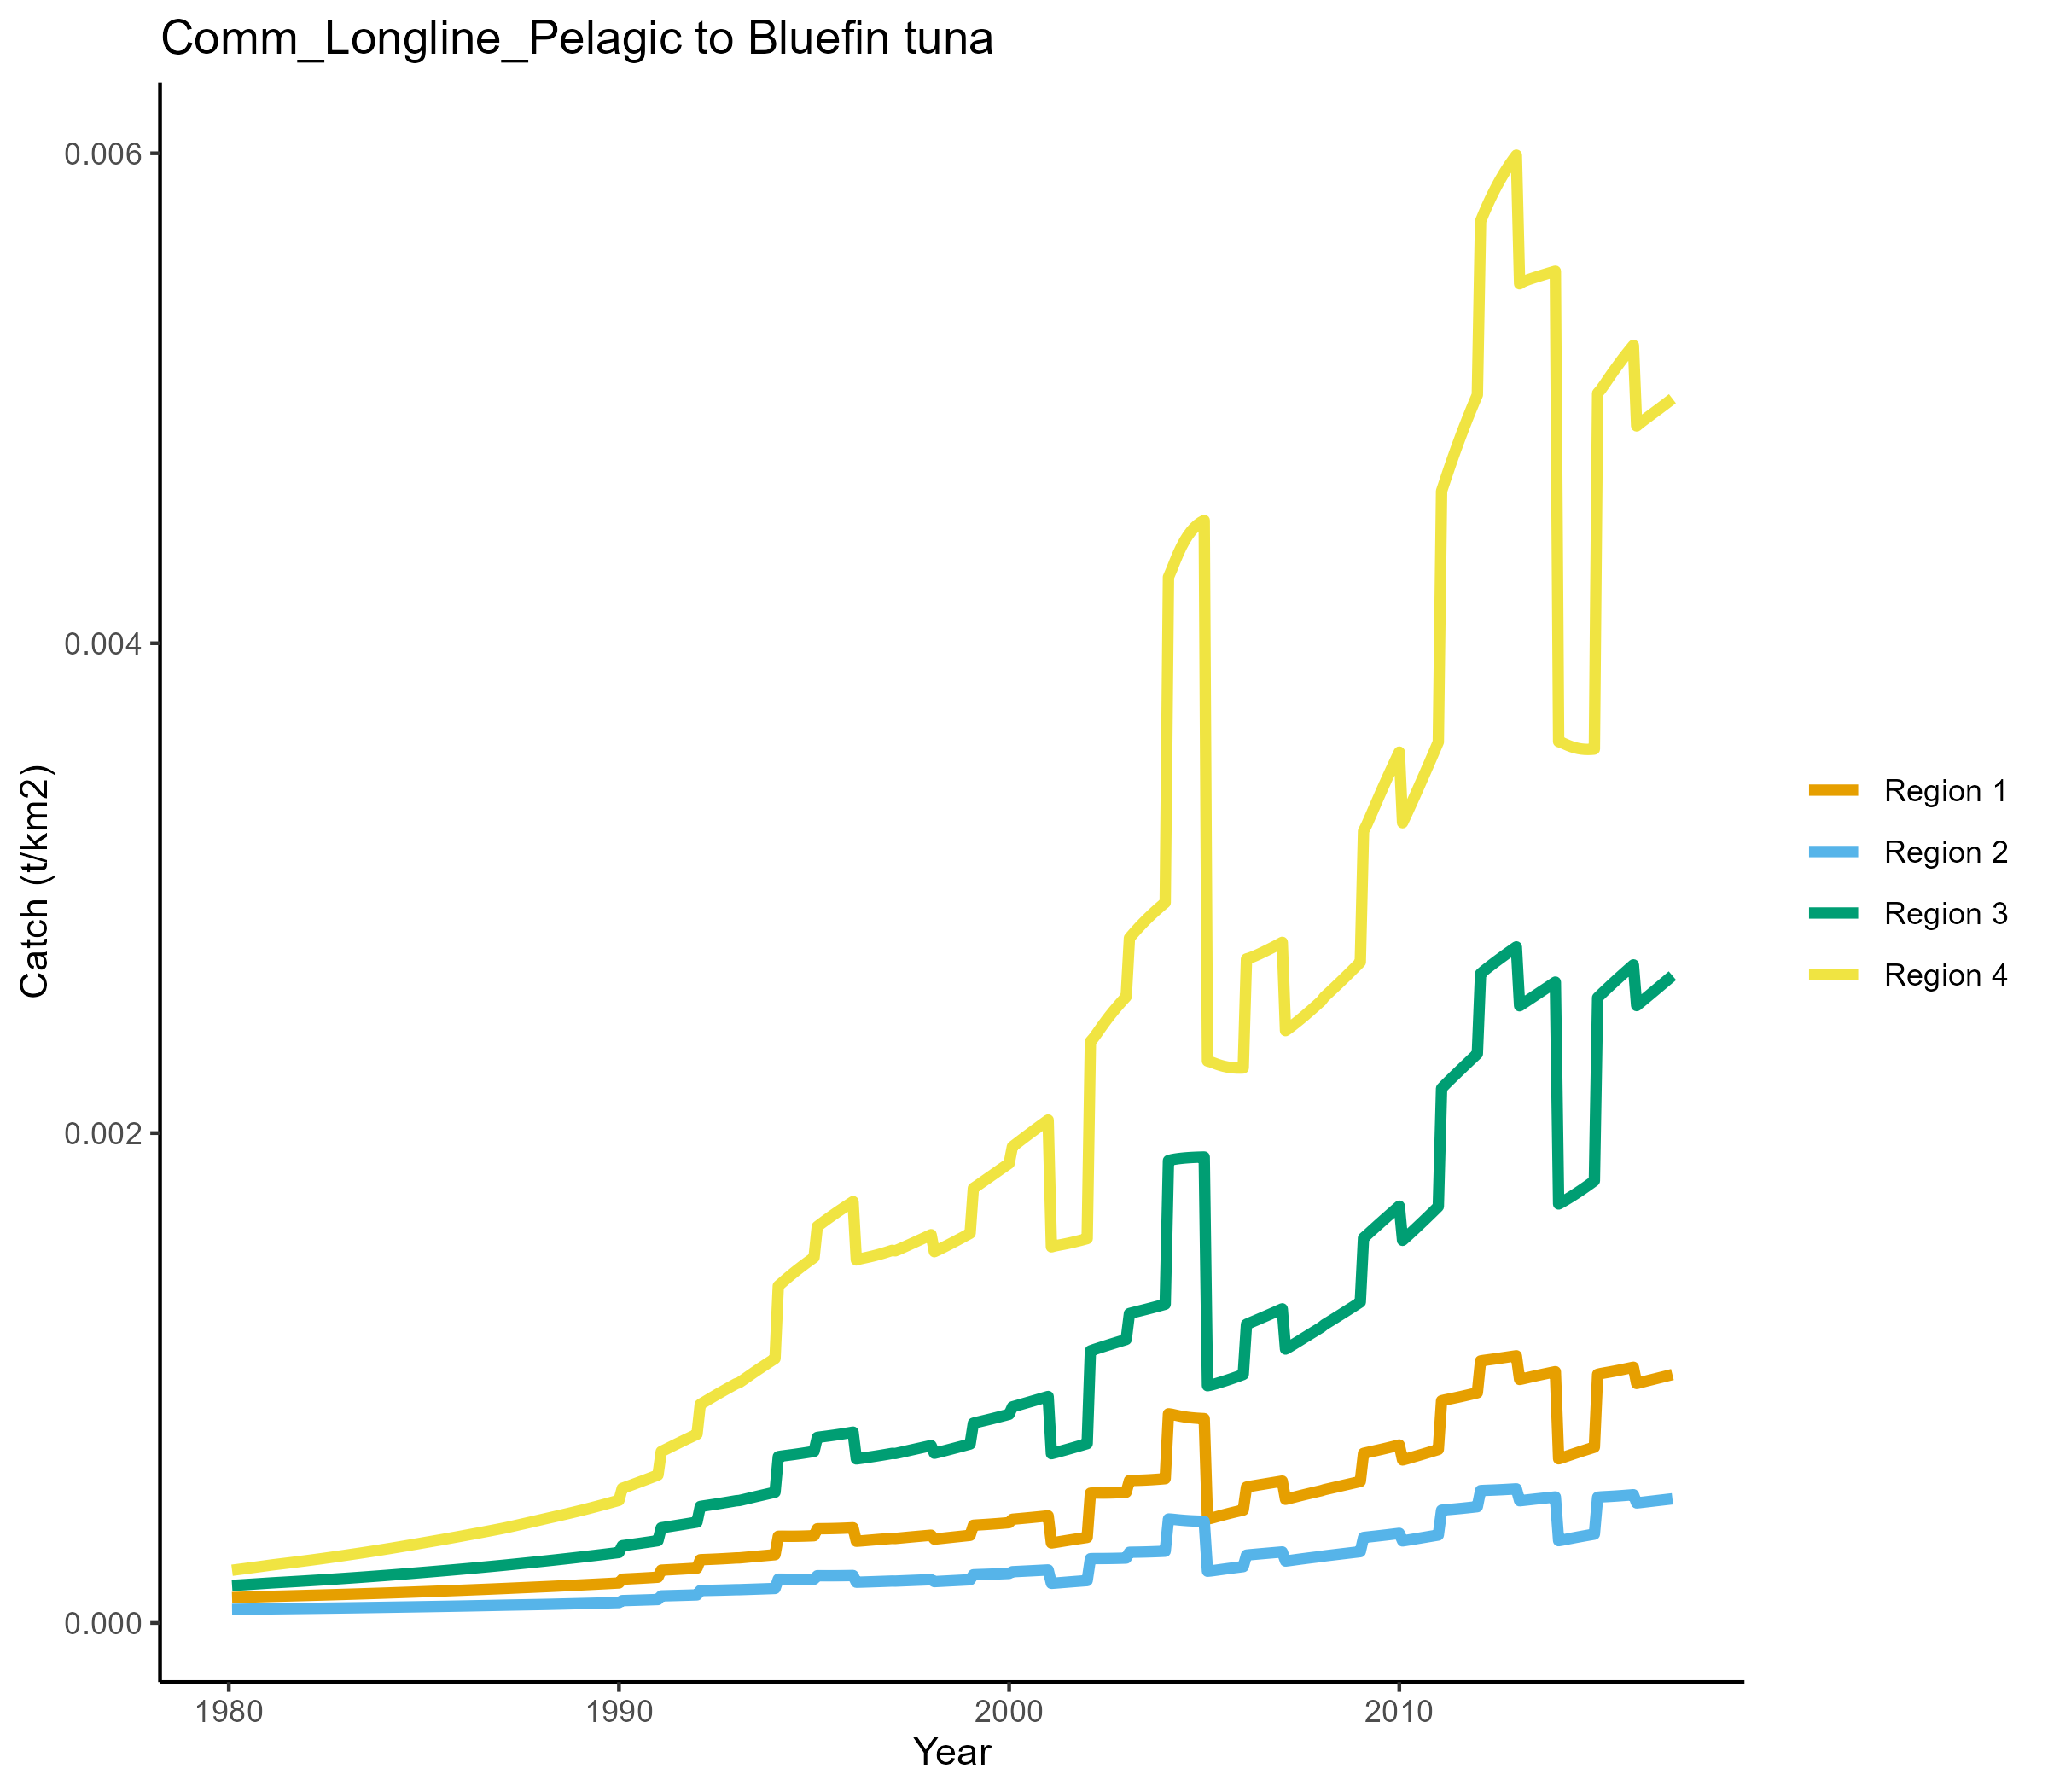 Comm_Longline_Pelagic to Bluefin tuna
Catch (t/km2)
0.006
0.004
0.002
0.000
1980 1990 2000 2010
Year
Region 1
Region 2
Region 3
Region 4